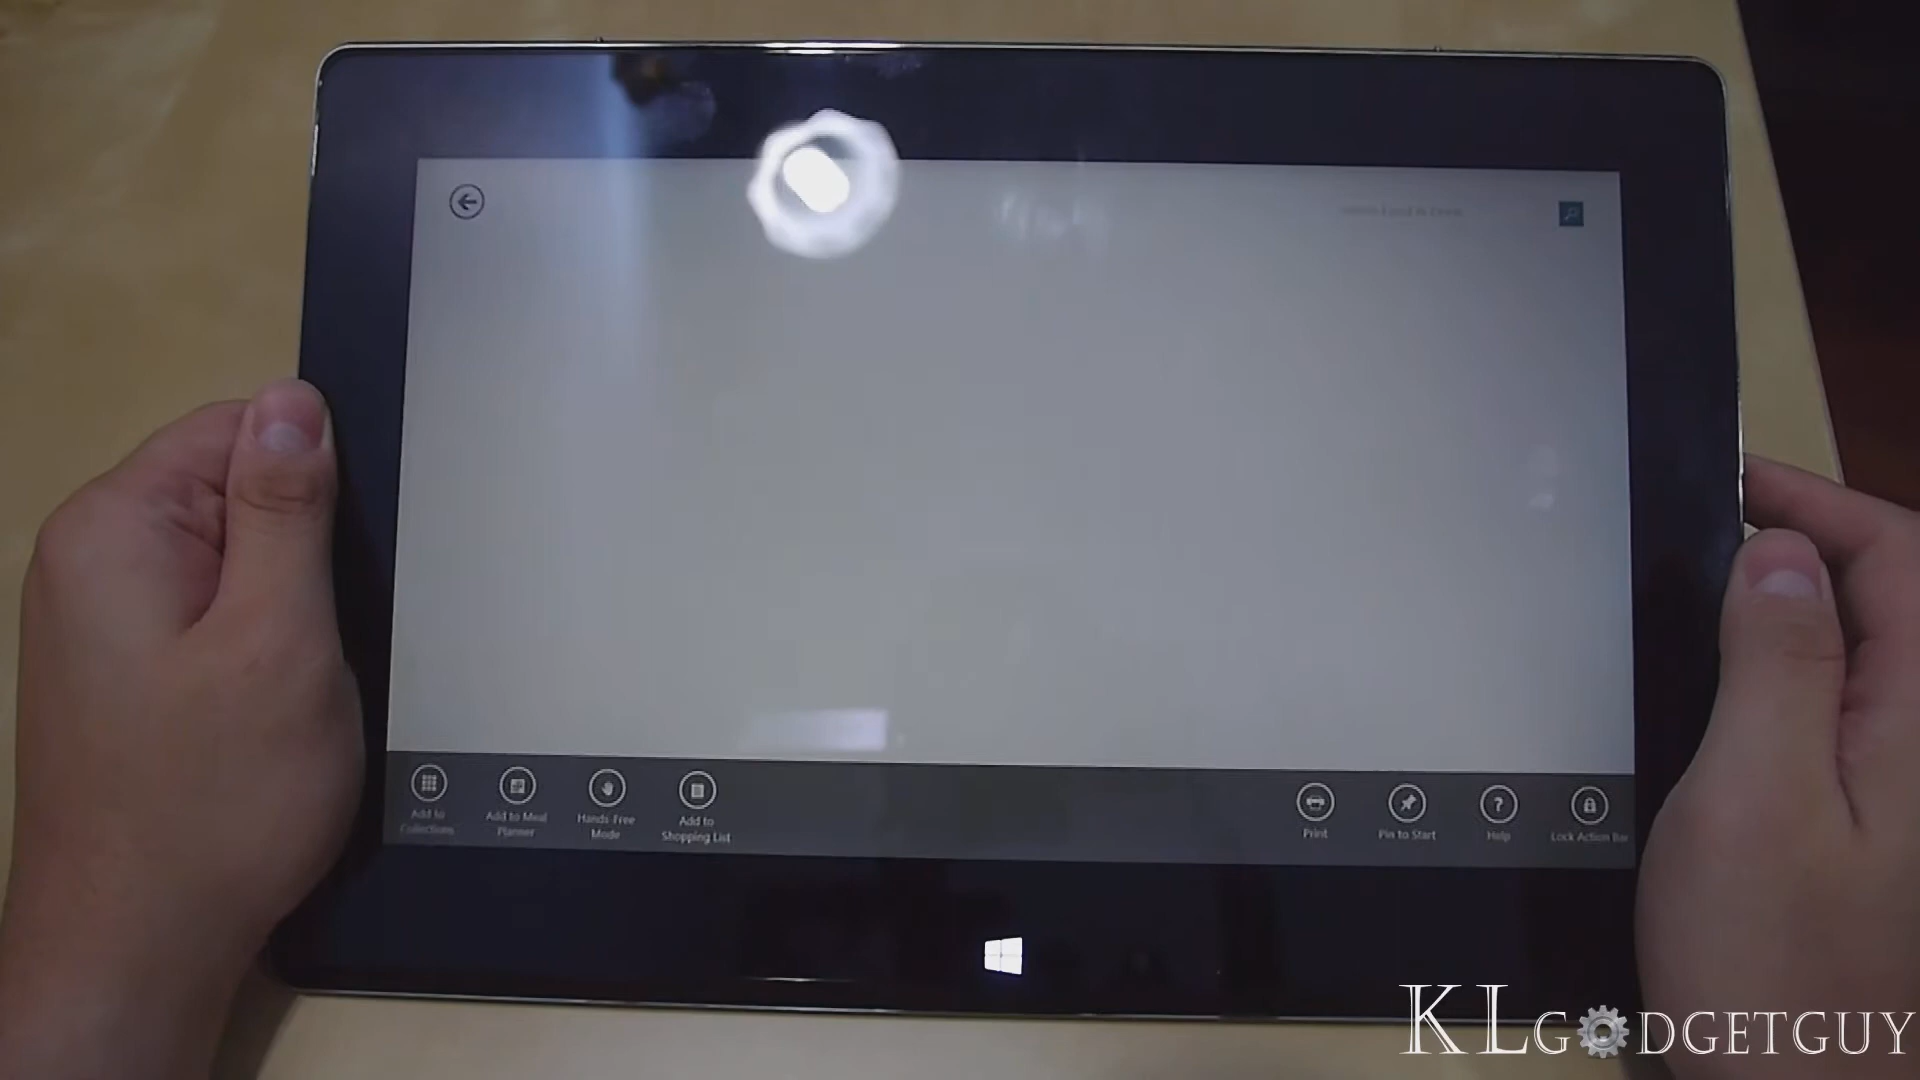 Add to
Collections
Add to Meal
Planner
Hands-Free
Mode
Add to
Shopping List
Print
Pin to Start
Help
Lock Action Bar
KLGADGETGUY